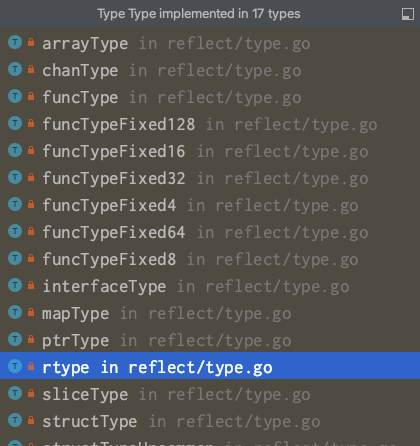 Type Type implemented in 17 types
arrayType in reflect/type.go
chanType in reflect/type.go
funcType in reflect/type.go
funcTypeFixed128 in reflect/type.go
funcTypeFixed16 in reflect/type.go
funcTypeFixed32 in reflect/type.go
funcTypeFixed4 in reflect/type.go
funcTypeFixed64 in reflect/type.go
funcTypeFixed8 in reflect/type.go
interfaceType in reflect/type.go
mapType in reflect/type.go
ptrType in reflect/type.go
rtype in reflect/type.go
sliceType in reflect/type.go
structType in reflect/type.go